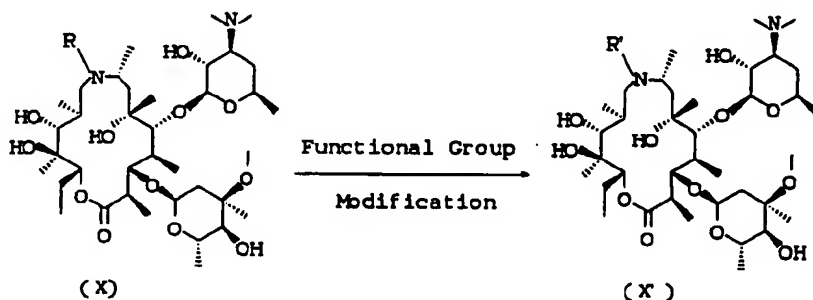 N
R HO
N
O O
HO HO
HO
O O
O
O O OH
(X)
Functional Group
Modification
N
R' HO
N
O O
HO HO
HO
O O
O
O O OH
(X')